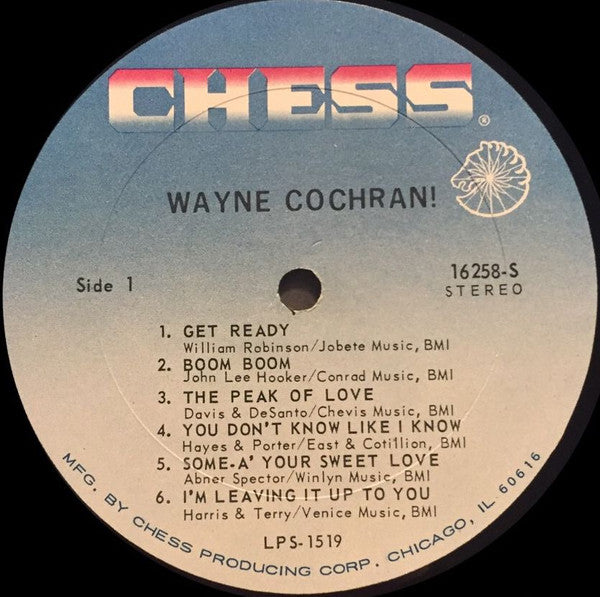 CHESS®
WAYNE COCHRAN!
Side 1
16258-S
STEREO
1. GET READY
William Robinson/Jobete Music, BMI
2. BOOM BOOM
John Lee Hooker/Conrad Music, BMI
3. THE PEAK OF LOVE
Davis & DeSanto/Chevis Music, BMI
4. YOU DON'T KNOW LIKE I KNOW
Hayes & Porter/East & Cotillion, BMI
5. SOME-A' YOUR SWEET LOVE
Abner Spector/Winlyn Music, BMI
6. I'M LEAVING IT UP TO YOU
Harris & Terry/Venice Music, BMI
LPS-1519
MFG. BY CHESS PRODUCING CORP. CHICAGO, IL 60616